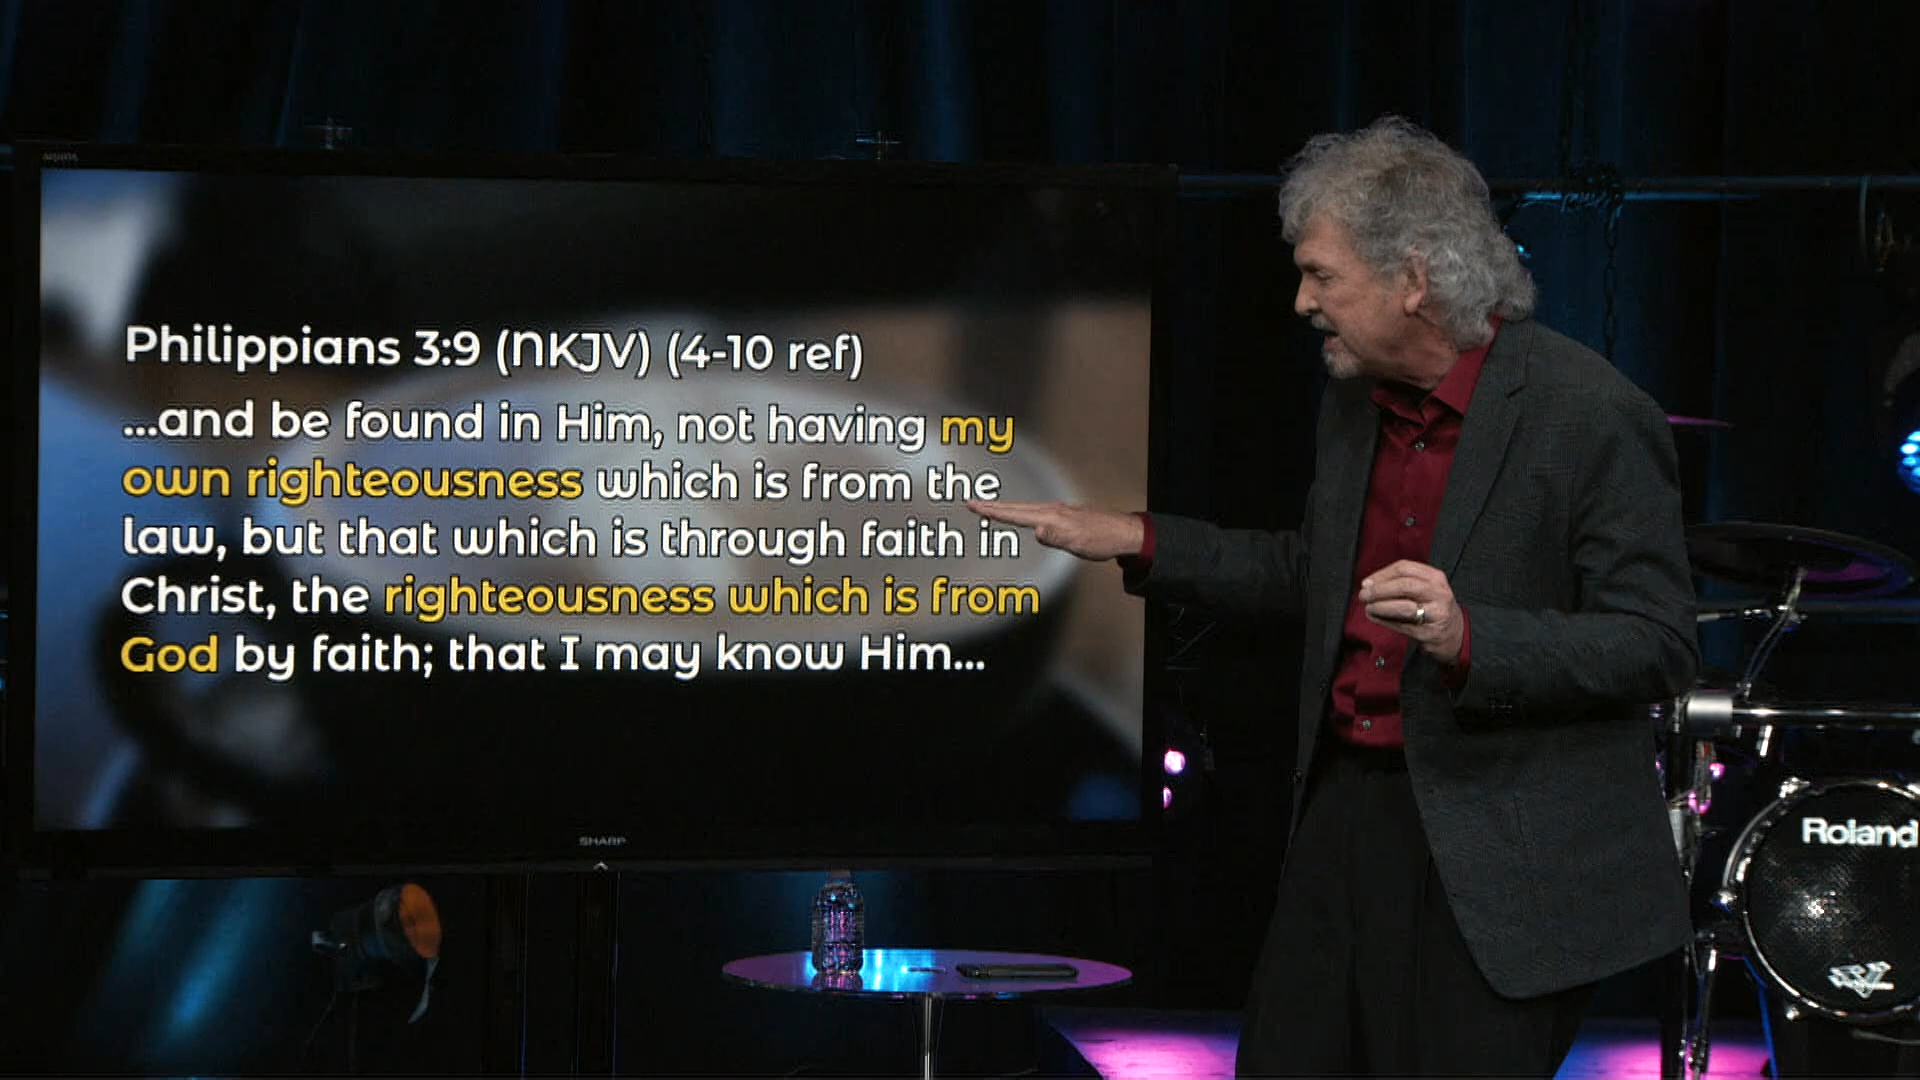 Philippians 3:9 (NKJV) (4-10 ref)
...and be found in Him, not having my
own righteousness which is from the
law, but that which is through faith in
Christ, the righteousness which is from
God by faith; that I may know Him...
SHARP
Roland